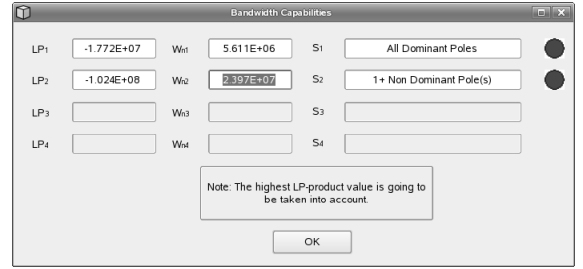 Bandwidth Capabilities
LP1 -1.772E+07 Wn1 5.611E+06 S1 All Dominant Poles
LP2 -1.024E+08 Wn2 2.397E+07 S2 1+ Non Dominant Pole(s)
LP3 Wn3 S3
LP4 Wn4 S4
Note: The highest LP-product value is going to
be taken into account.
OK